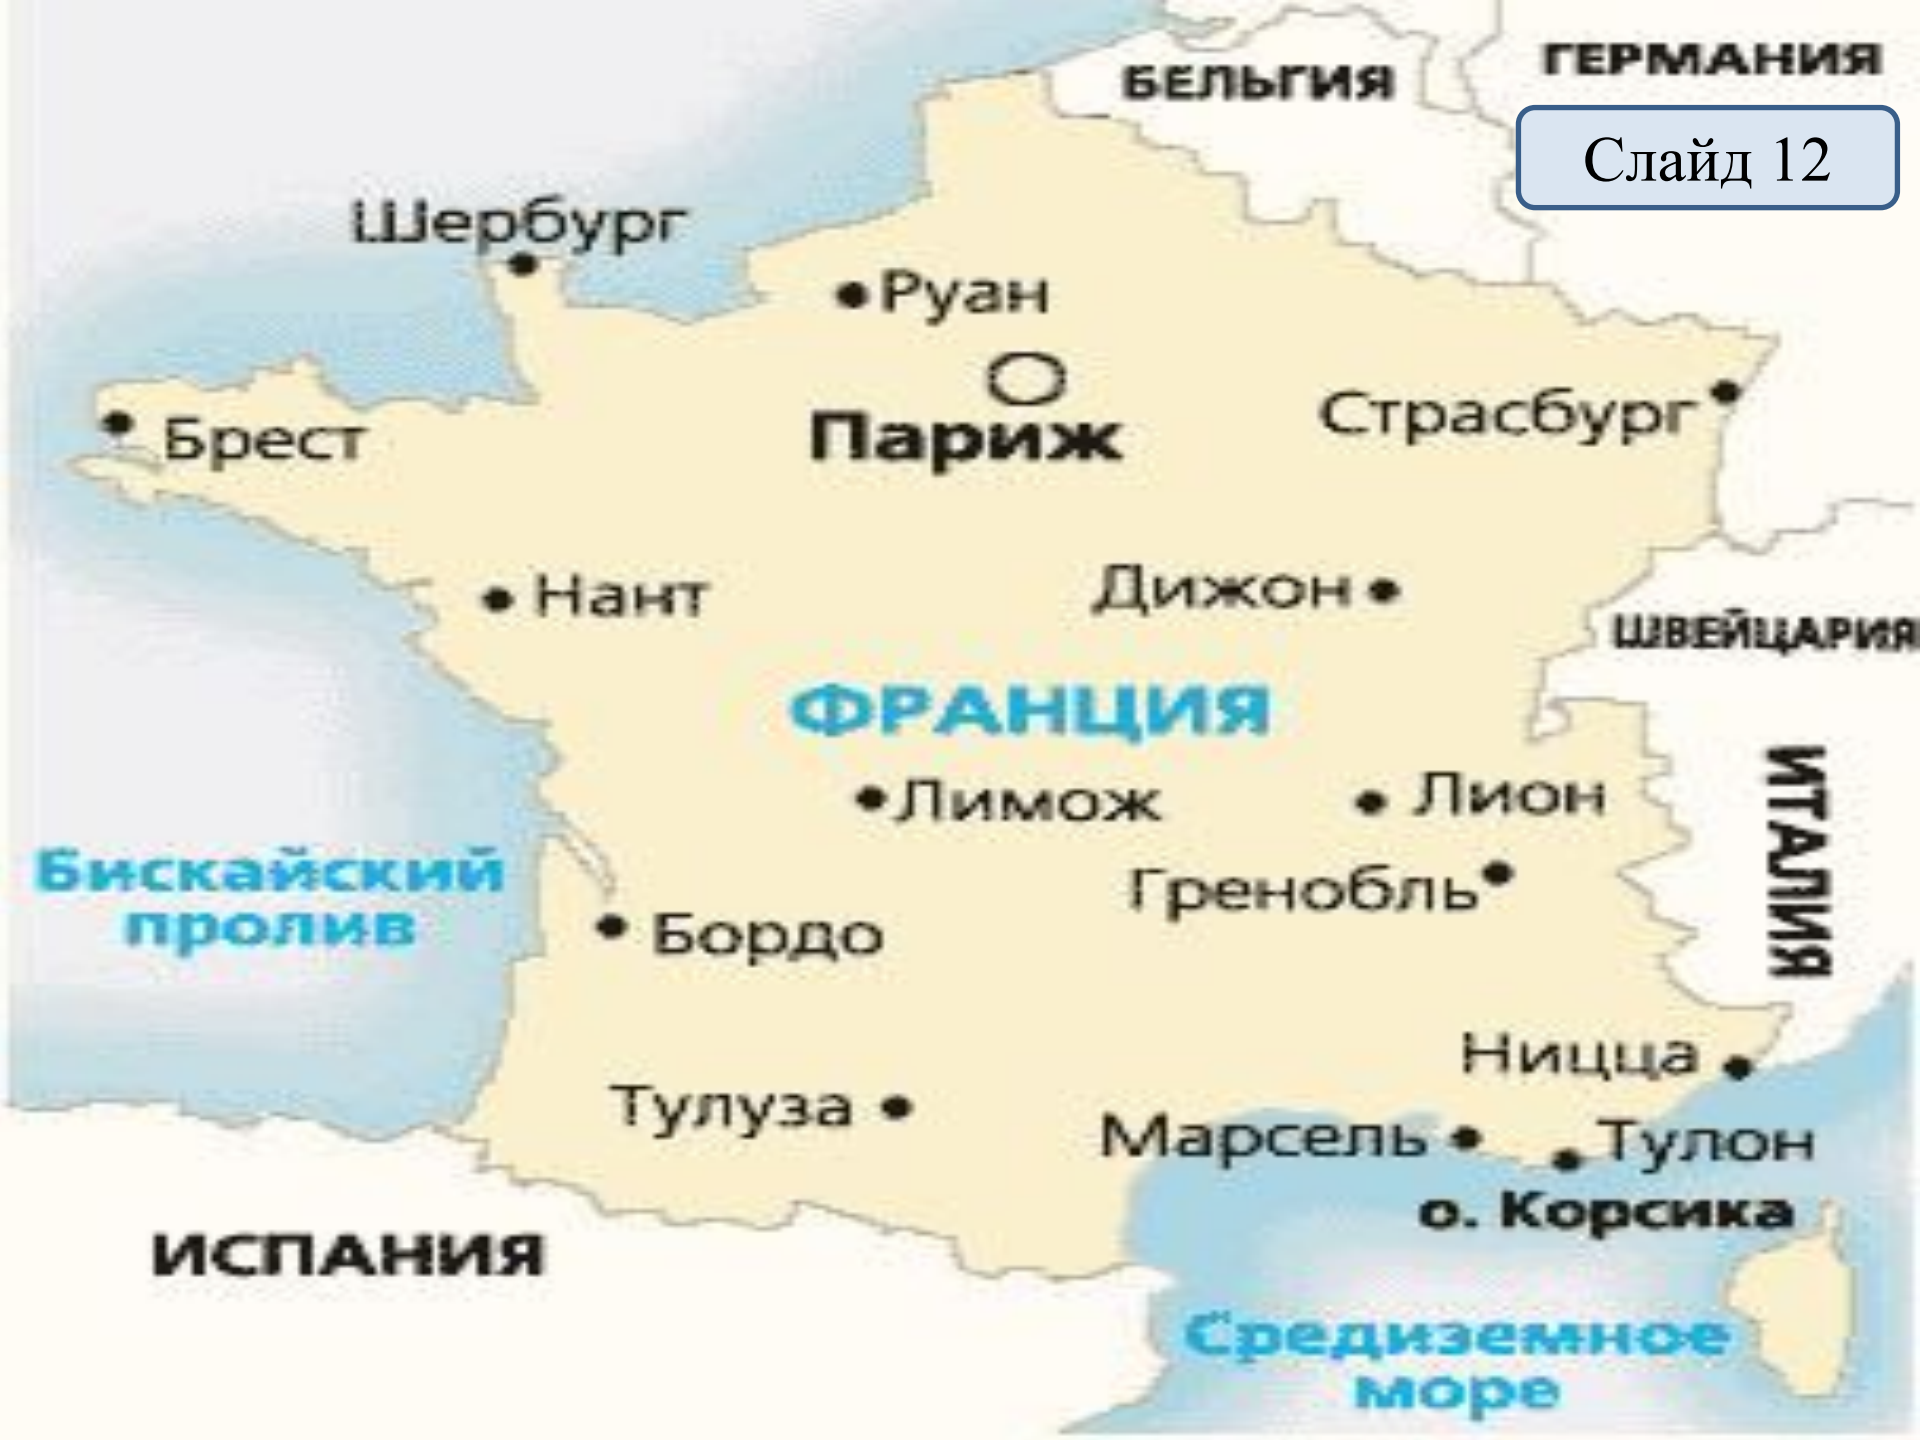 ГЕРМАНИЯ
БЕЛЬГИЯ
Слайд 12
Шербург
Руан
Париж
Страсбург
Брест
Нант
Дижон
ШВЕЙЦАРИЯ
ФРАНЦИЯ
Лимож
Лион
ИТАЛИЯ
Бискайский
пролив
Гренобль
Бордо
Ницца
Тулуза
Марсель
Тулон
о. Корсика
ИСПАНИЯ
Средиземное
море